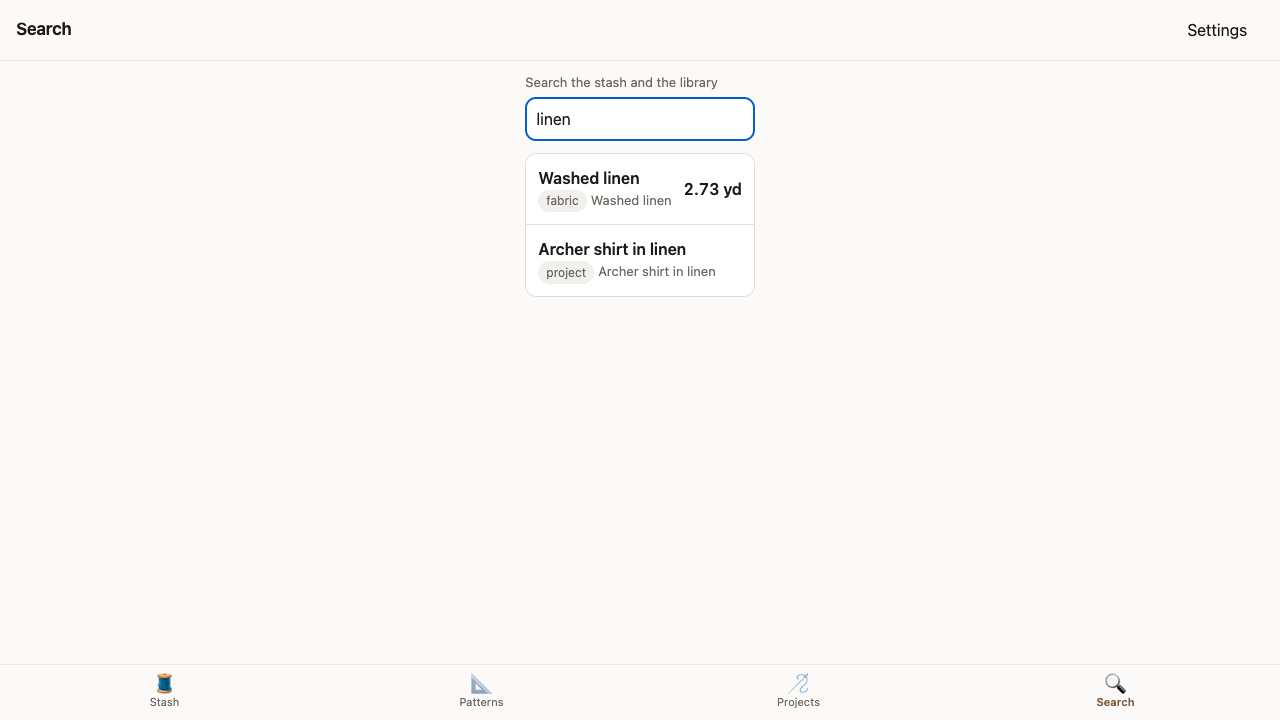 Search
Settings
Search the stash and the library
linen
Washed linen
fabric Washed linen
2.73 yd
Archer shirt in linen
project Archer shirt in linen
Stash
Patterns
Projects
Search